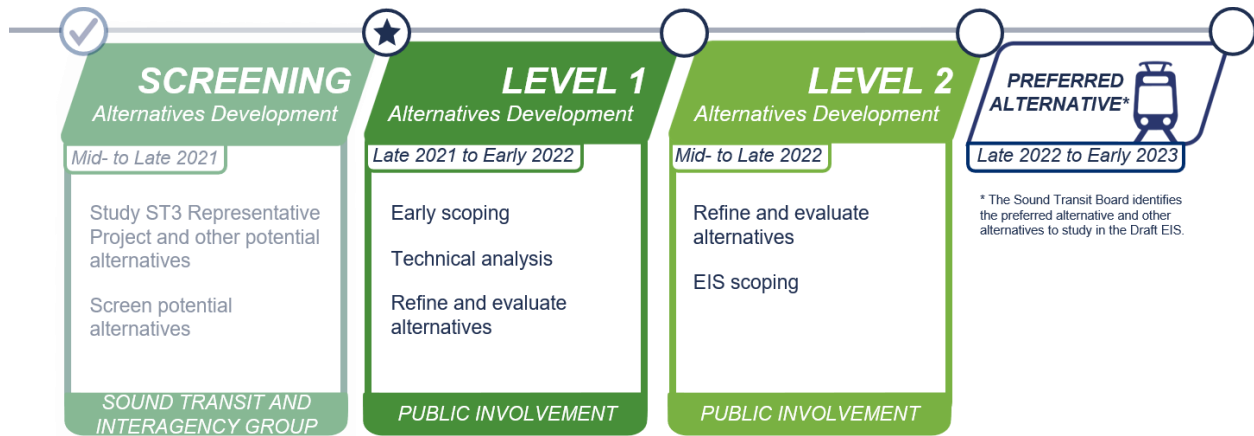 SCREENING
Alternatives Development
Mid- to Late 2021
Study ST3 Representative
Project and other potential
alternatives
Screen potential
alternatives
SOUND TRANSIT AND
INTERAGENCY GROUP
LEVEL 1
Alternatives Development
Late 2021 to Early 2022
Early scoping
Technical analysis
Refine and evaluate
alternatives
PUBLIC INVOLVEMENT
LEVEL 2
Alternatives Development
Mid- to Late 2022
Refine and evaluate
alternatives
EIS scoping
PUBLIC INVOLVEMENT
PREFERRED
ALTERNATIVE*
Late 2022 to Early 2023
* The Sound Transit Board identifies
the preferred alternative and other
alternatives to study in the Draft EIS.